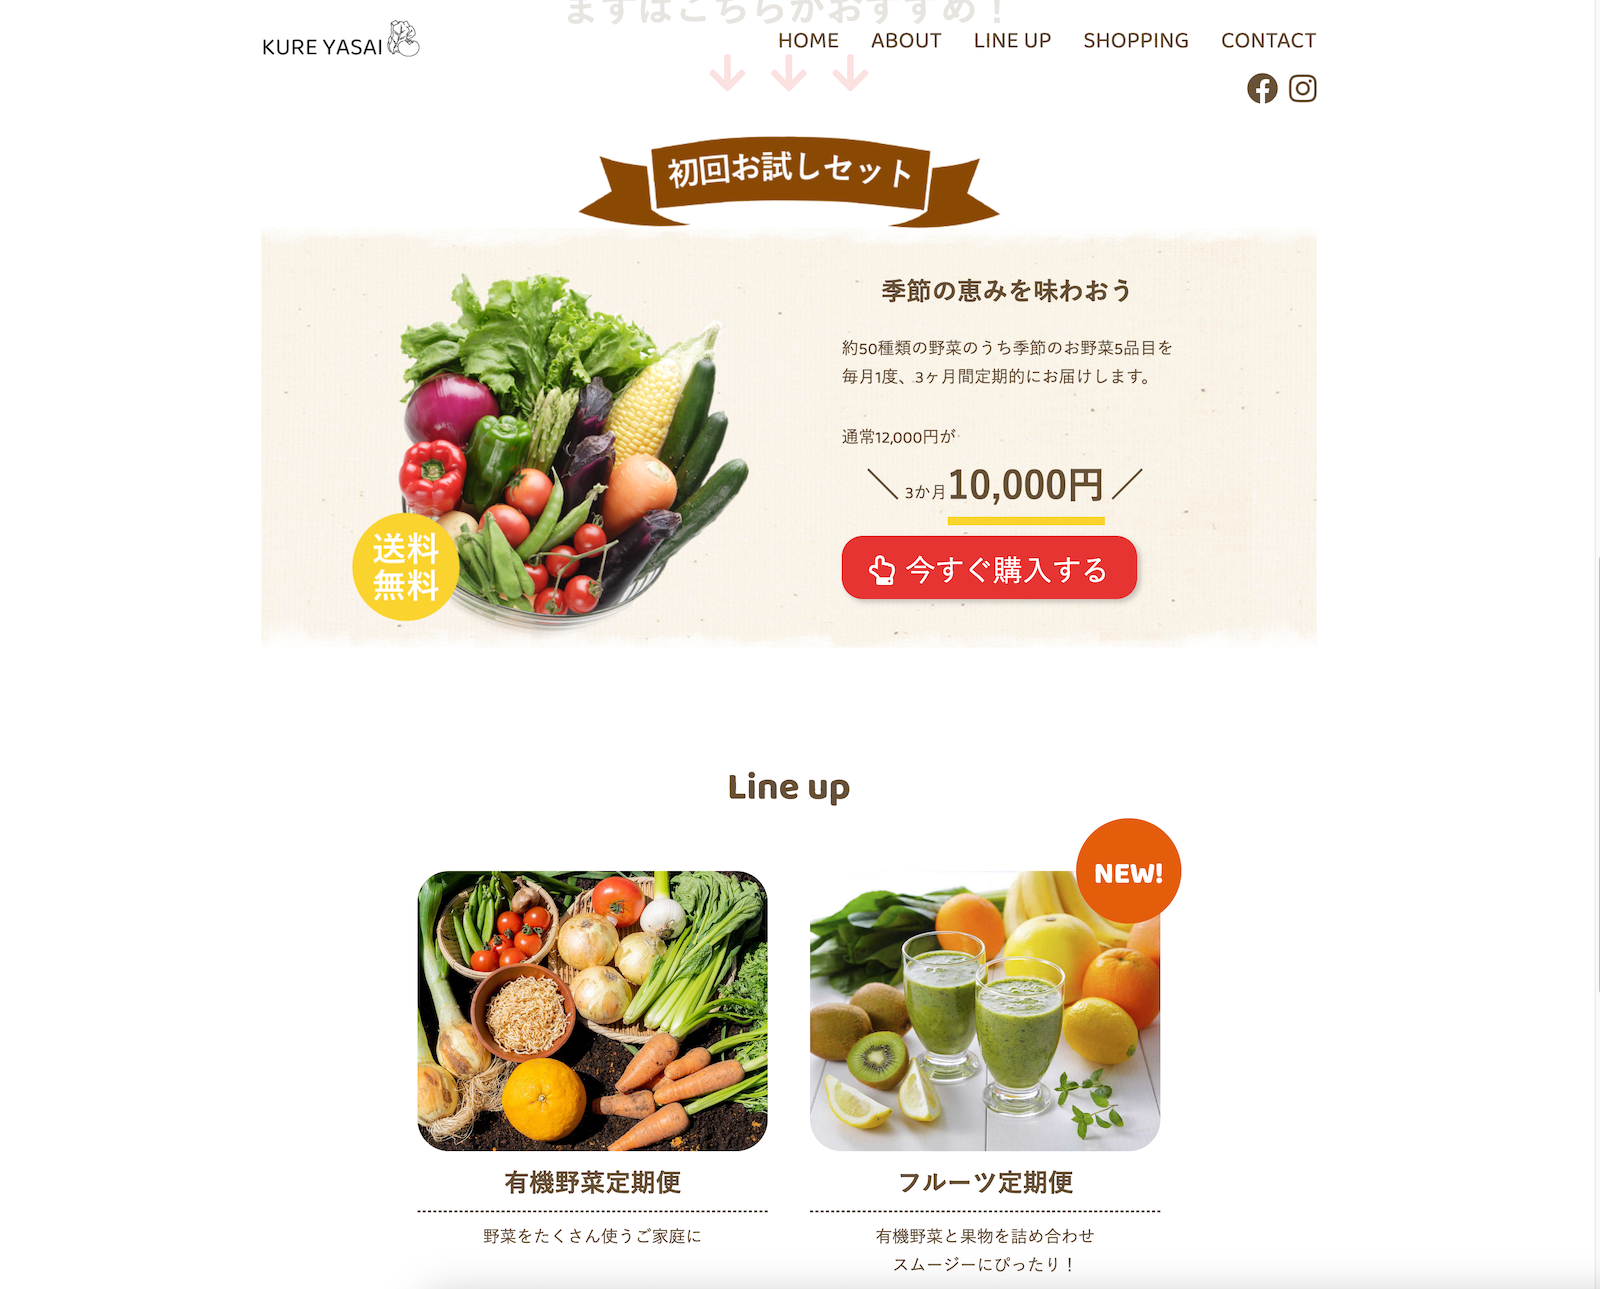 まずはこちらがおすすめ！
KURE YASAI
HOME ABOUT LINE UP SHOPPING CONTACT
初回お試しセット
季節の恵みを味わおう
約50種類の野菜のうち季節のお野菜5品目を
毎月1度、3ヶ月間定期的にお届けします。
通常12,000円が
＼ 3か月10,000円 ／
送料
無料
今すぐ購入する
Line up
NEW!
有機野菜定期便
野菜をたくさん使うご家庭に
フルーツ定期便
有機野菜と果物を詰め合わせ
スムージーにぴったり！